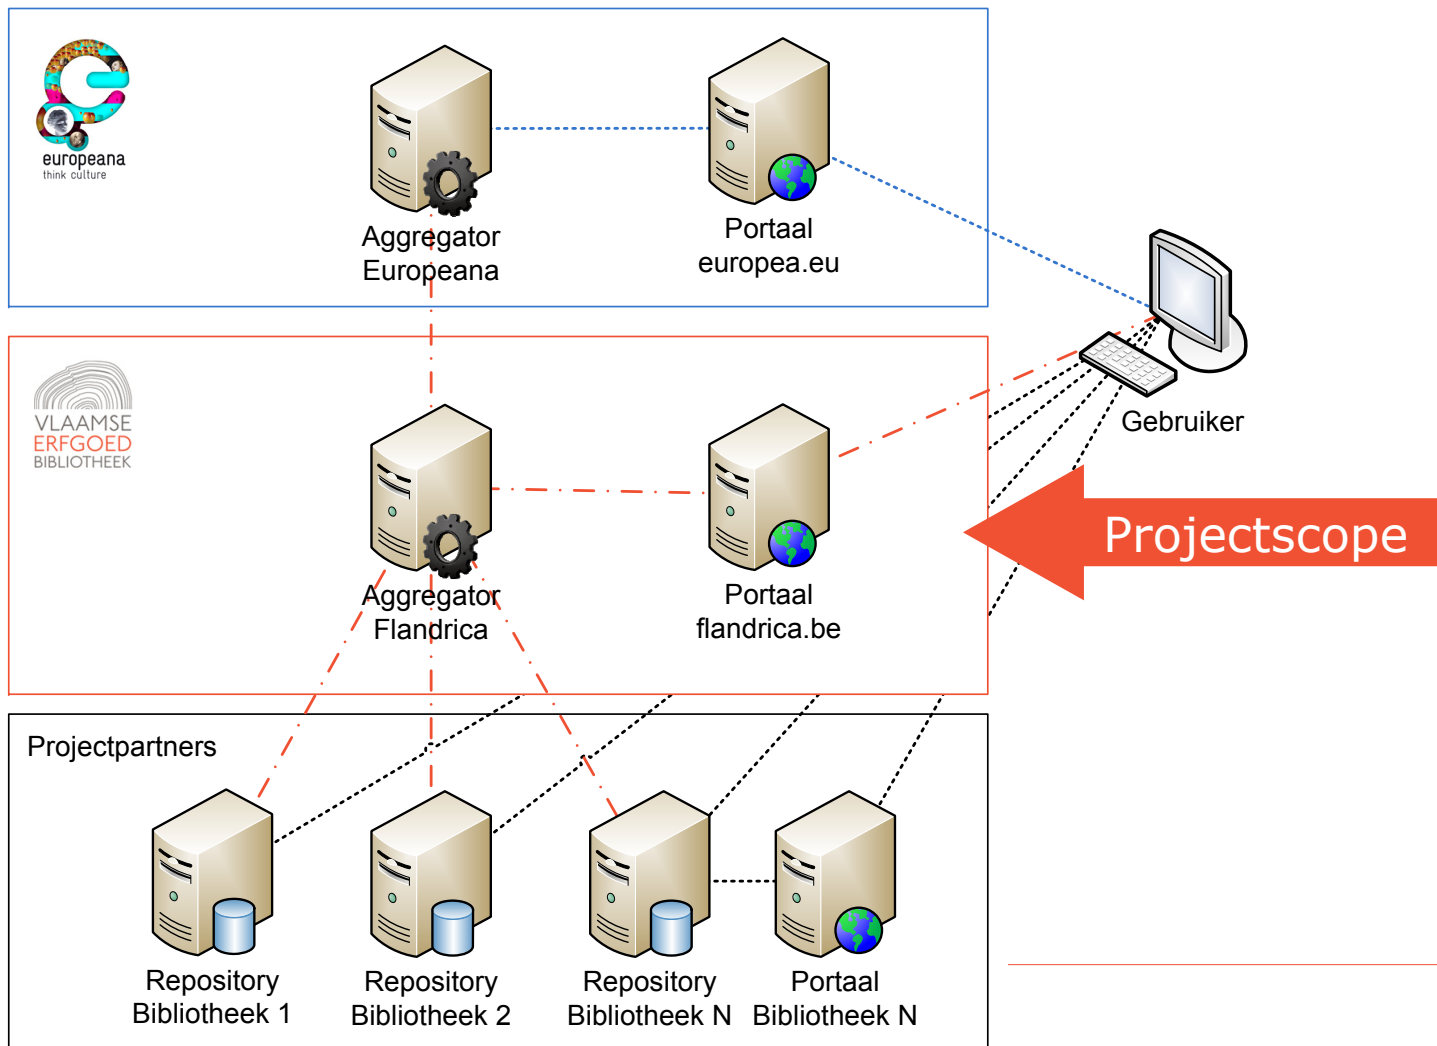 europeana
think culture
Aggregator
Europeana
Portaal
europea.eu
Gebruiker
VLAAMSE
ERFGOED
BIBLIOTHEEK
Aggregator
Flandrica
Portaal
flandrica.be
Projectscope
Projectpartners
Repository
Bibliotheek 1
Repository
Bibliotheek 2
Repository
Bibliotheek N
Portaal
Bibliotheek N